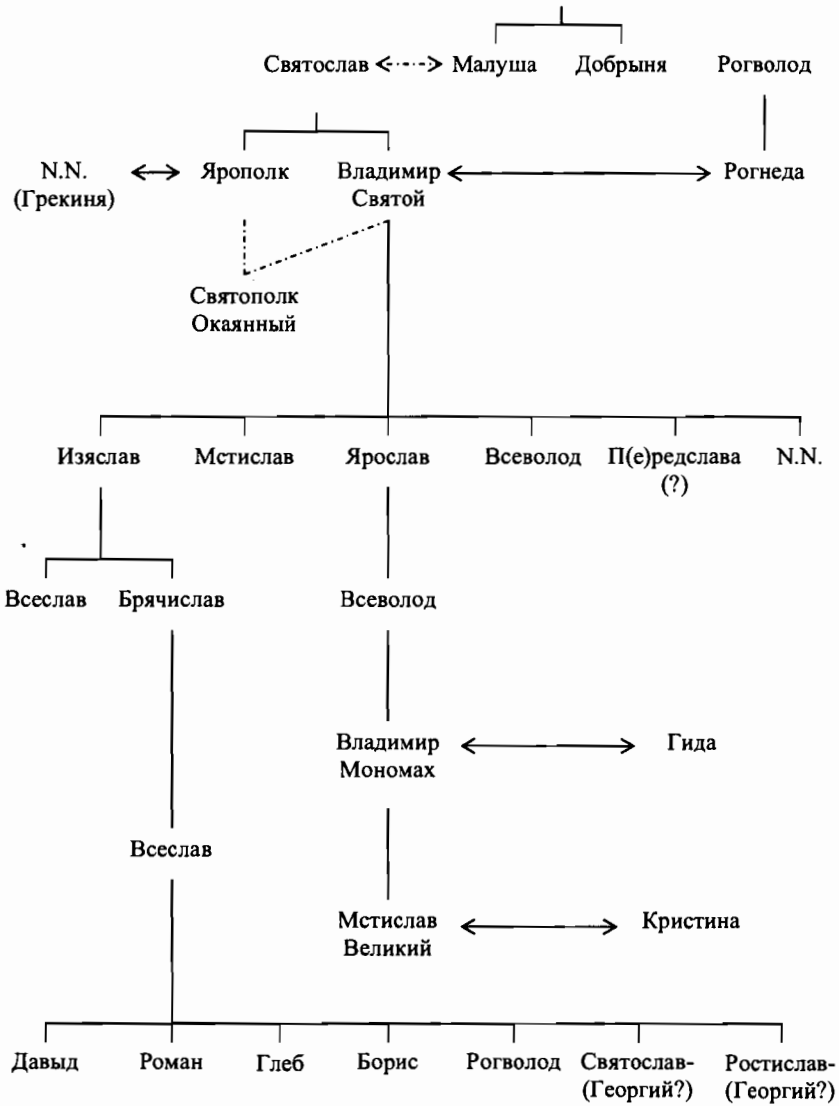 Святослав Малуша Добрыня Рогволод
N.N. Ярополк Владимир Рогнеда
(Грекиня) Святой
Святополк
Окаянный
Изяслав Мстислав Ярослав Всеволод П(е)редслава N.N.
(?)
Всеслав Брячислав Всеволод
Владимир Гида
Мономах
Всеслав
Мстислав Кристина
Великий
Давыд Роман Глеб Борис Рогволод Святослав- Ростислав-
(Георгий?) (Георгий?)